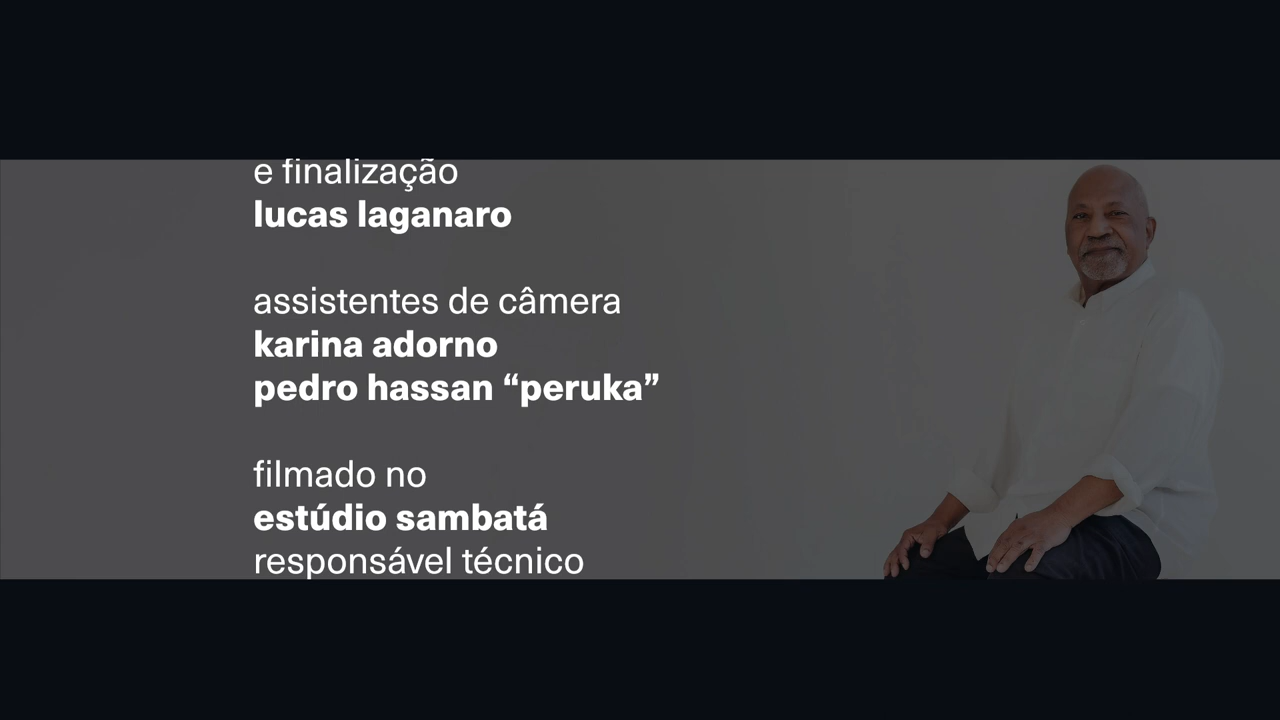 e finalização
lucas laganaro
assistentes de câmera
karina adorno
pedro hassan “peruka”
filmado no
estúdio sambatá
responsável técnico